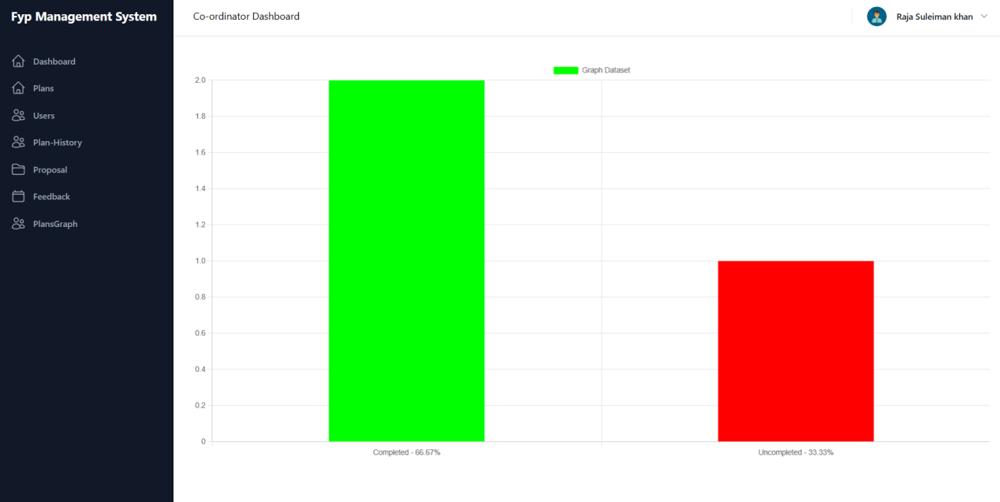 Fyp Management System
Co-ordinator Dashboard
Raja Suleiman khan
Dashboard
Plans
Users
Plan-History
Proposal
Feedback
PlansGraph
Graph Dataset
2.0
1.8
1.6
1.4
1.2
1.0
0.8
0.6
0.4
0.2
0
Completed - 66.67%
Uncompleted - 33.33%